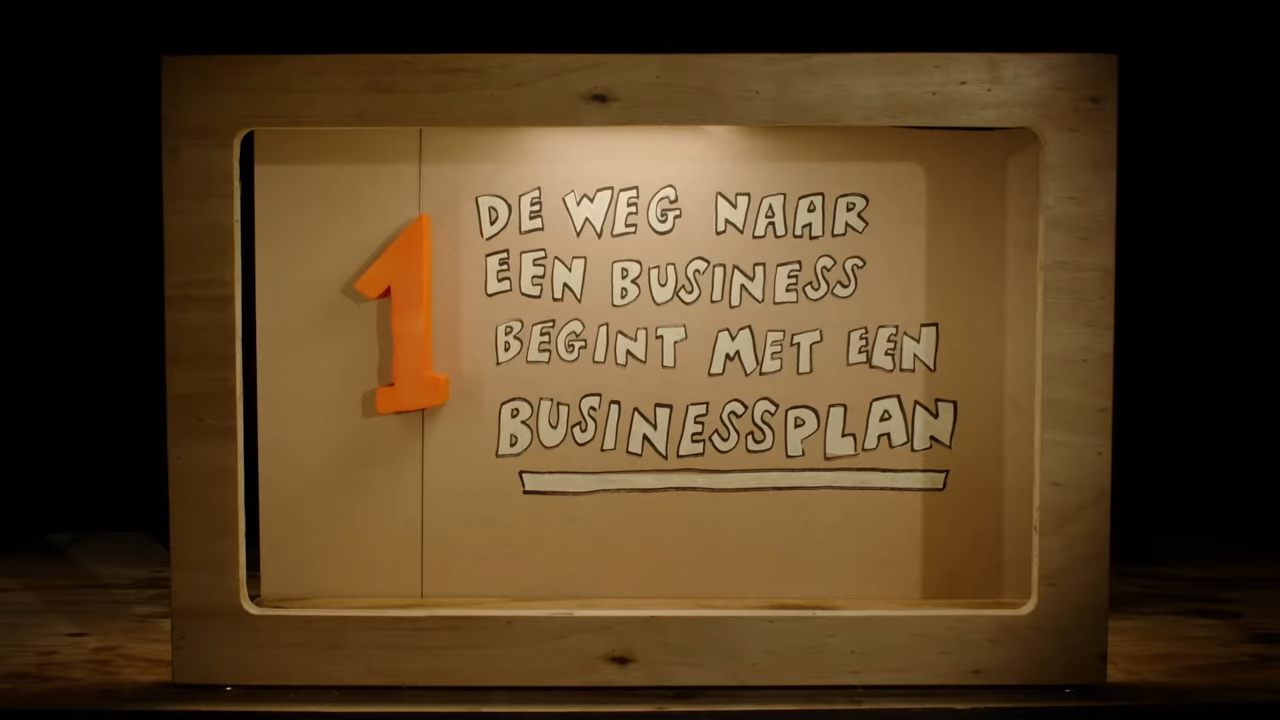 1
DE WEG NAAR
EEN BUSINESS
BEGINT MET EEN
BUSINESSPLAN